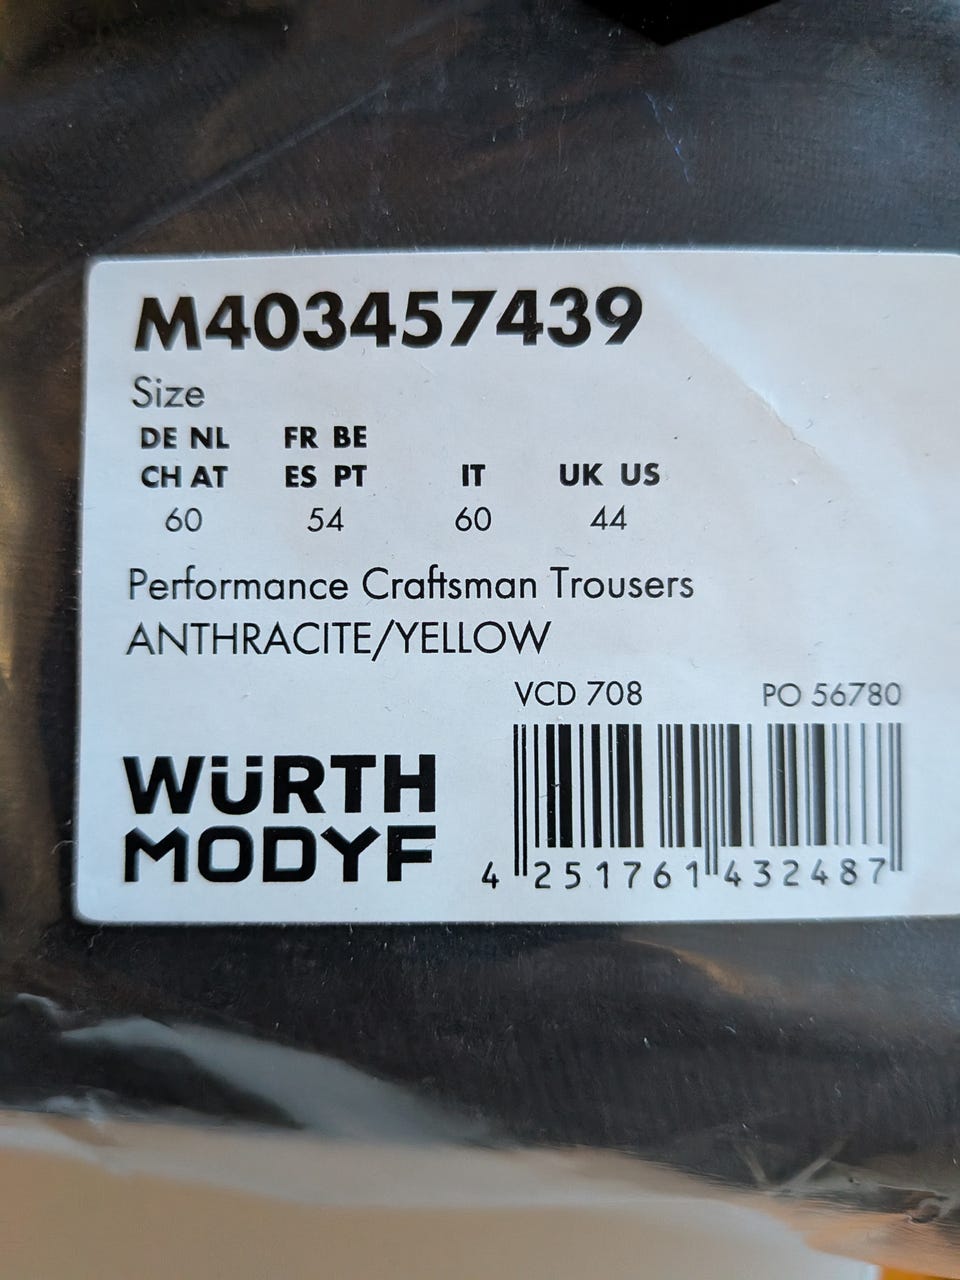 M403457439
Size
DE NL FR BE
CH AT ES PT IT UK US
60 54 60 44
Performance Craftsman Trousers
ANTHRACITE/YELLOW
VCD 708 PO 56780
WÜRTH
MODYF
4 251761 432487